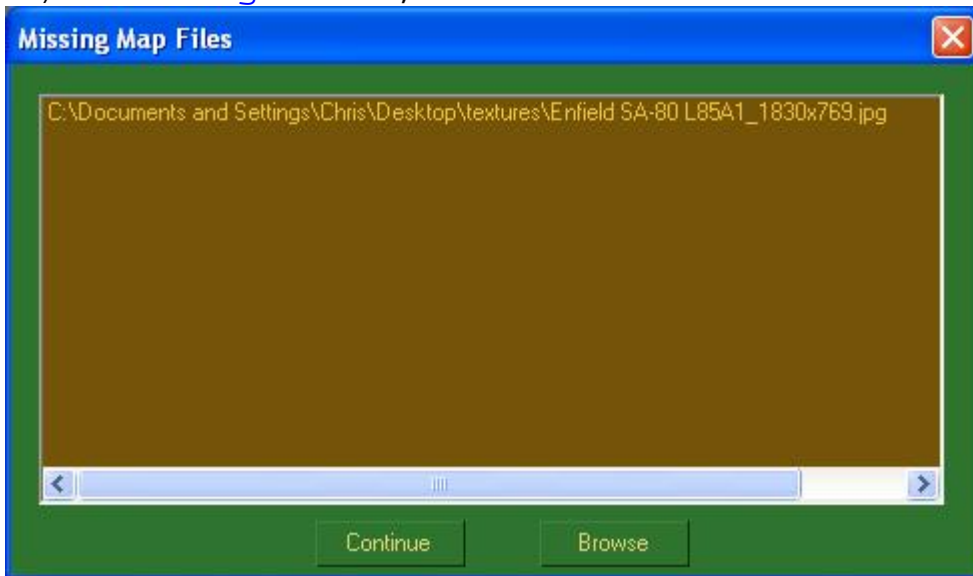 Missing Map Files
C:\Documents and Settings\Chris\Desktop\textures\Enfield SA-80 L85A1_1830x769.jpg
Continue
Browse